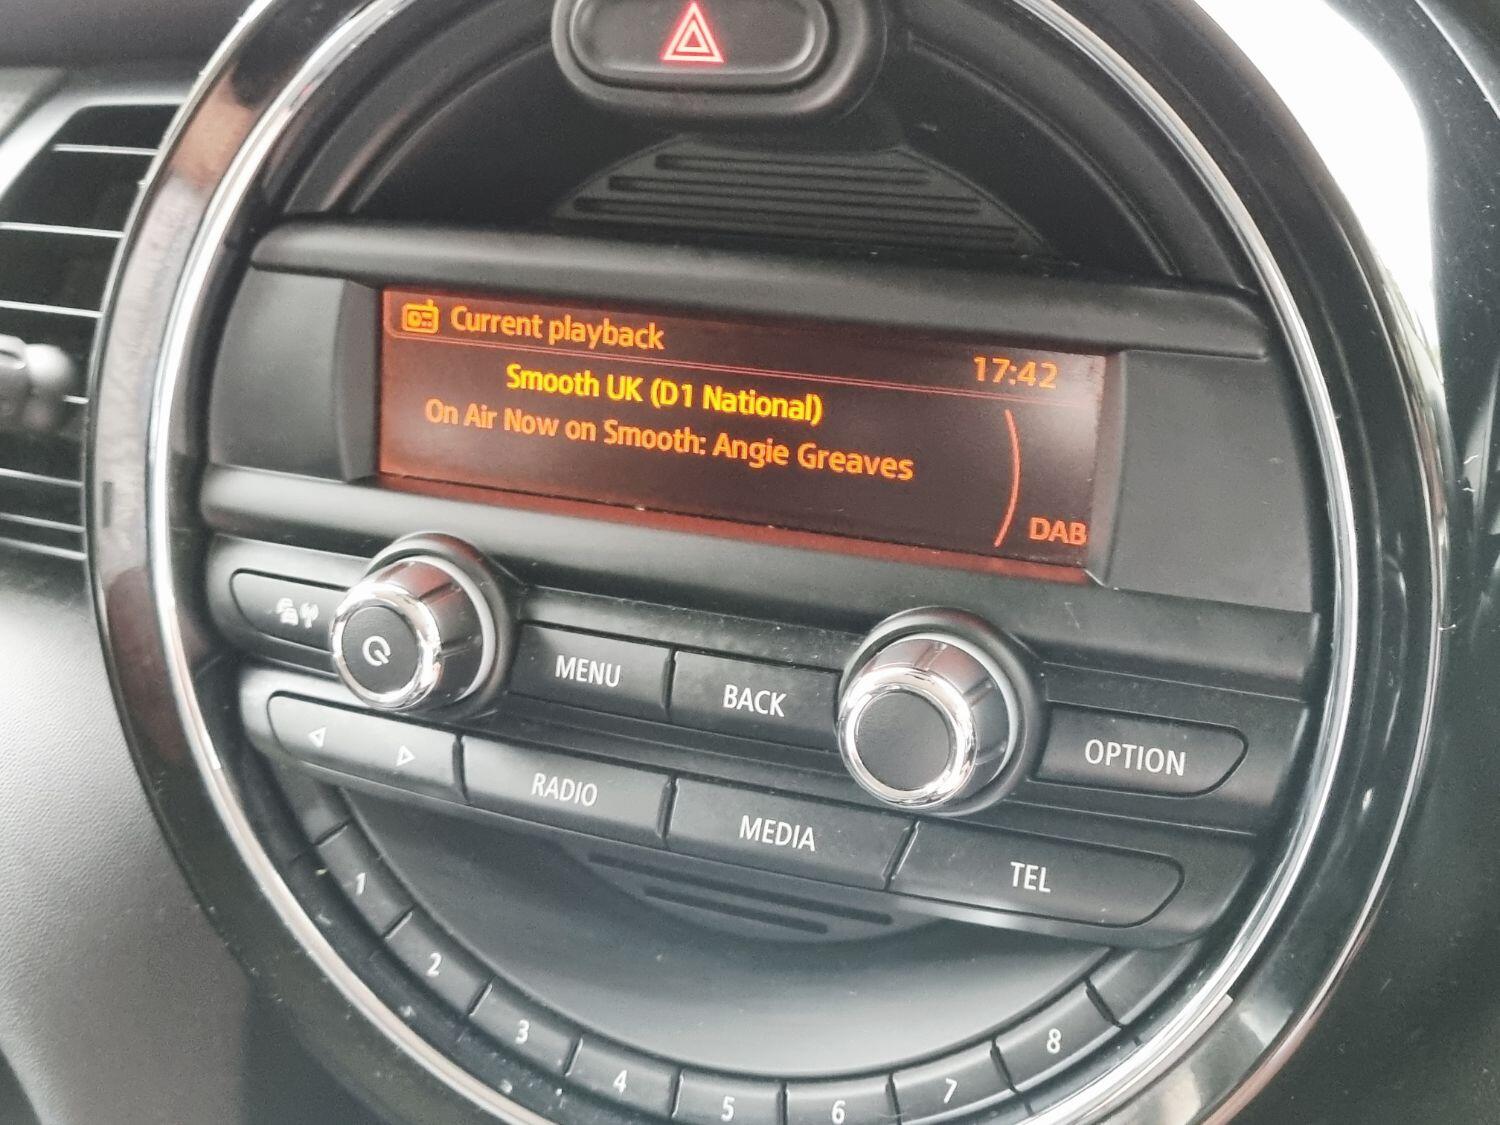 Current playback
17:42
Smooth UK (D1 National)
On Air Now on Smooth: Angie Greaves
DAB
MENU
BACK
OPTION
RADIO
MEDIA
TEL
1
2
3
4
5
6
7
8